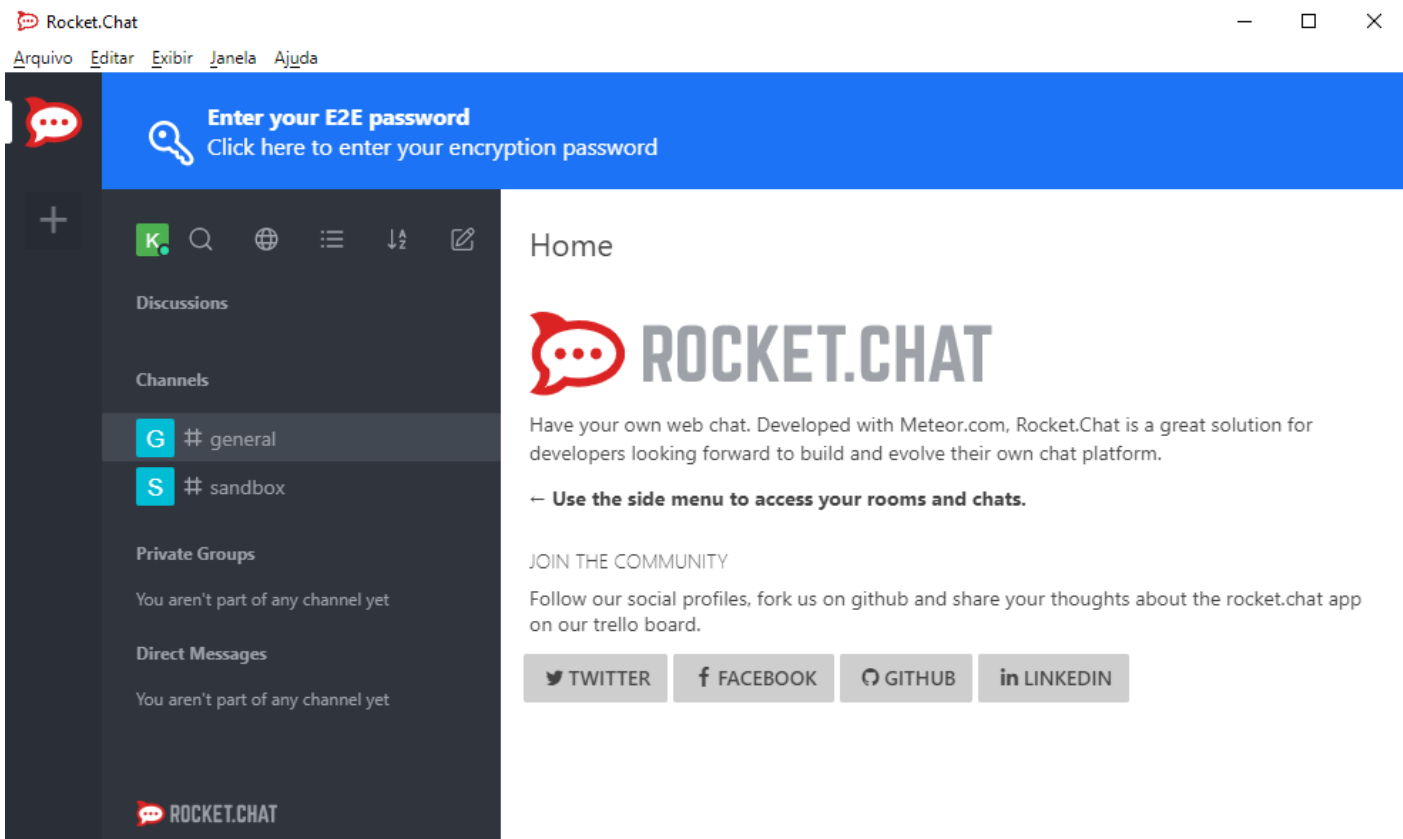 Rocket.Chat
Arquivo Editar Exibir Janela Ajuda
Enter your E2E password
Click here to enter your encryption password
K
Home
Discussions
ROCKET.CHAT
Channels
Have your own web chat. Developed with Meteor.com, Rocket.Chat is a great solution for
developers looking forward to build and evolve their own chat platform.
G # general
S # sandbox
← Use the side menu to access your rooms and chats.
Private Groups
You aren't part of any channel yet
JOIN THE COMMUNITY
Follow our social profiles, fork us on github and share your thoughts about the rocket.chat app
on our trello board.
Direct Messages
You aren't part of any channel yet
TWITTER FACEBOOK GITHUB in LINKEDIN
ROCKET.CHAT